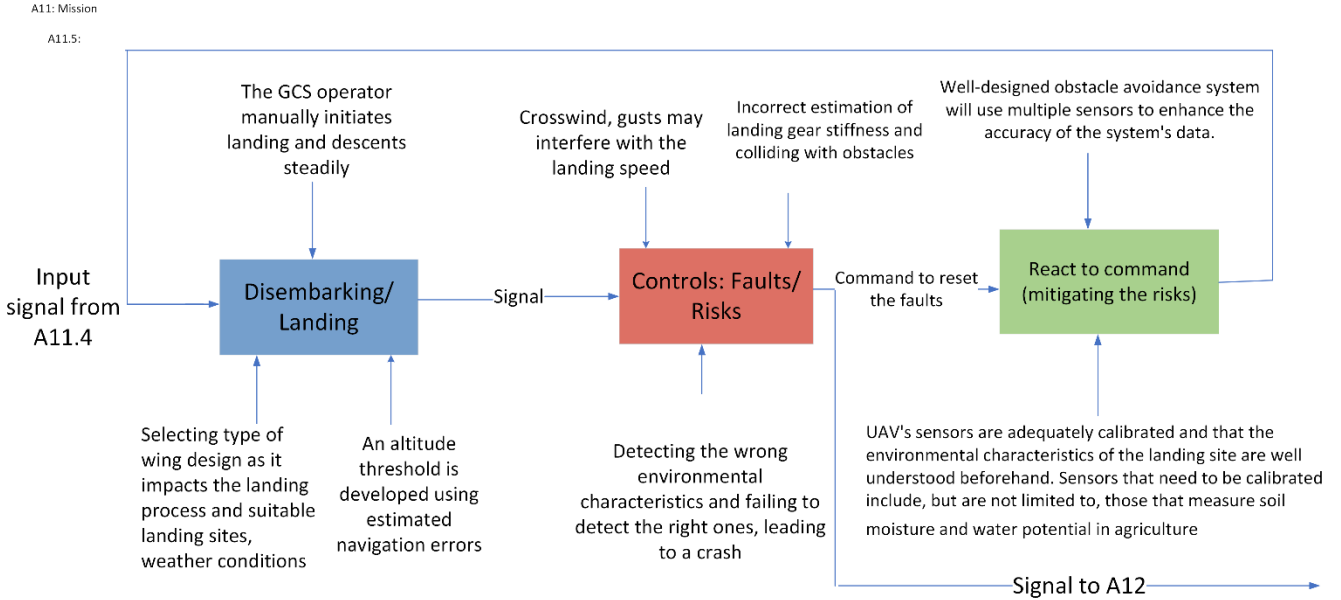 A11: Mission
A11.5:
The GCS operator
manually initiates
landing and descents
steadily
Crosswind, gusts may
interfere with the
landing speed
Incorrect estimation of
landing gear stiffness and
colliding with obstacles
Well-designed obstacle avoidance system
will use multiple sensors to enhance the
accuracy of the system's data.
Input
signal from
A11.4
Disembarking/
Landing
Signal
Controls: Faults/
Risks
Command to reset
the faults
React to command
(mitigating the risks)
Selecting type of
wing design as it
impacts the landing
process and suitable
landing sites,
weather conditions
An altitude
threshold is
developed using
estimated
navigation errors
Detecting the wrong
environmental
characteristics and failing to
detect the right ones, leading
to a crash
UAV's sensors are adequately calibrated and that the
environmental characteristics of the landing site are well
understood beforehand. Sensors that need to be calibrated
include, but are not limited to, those that measure soil
moisture and water potential in agriculture
Signal to A12